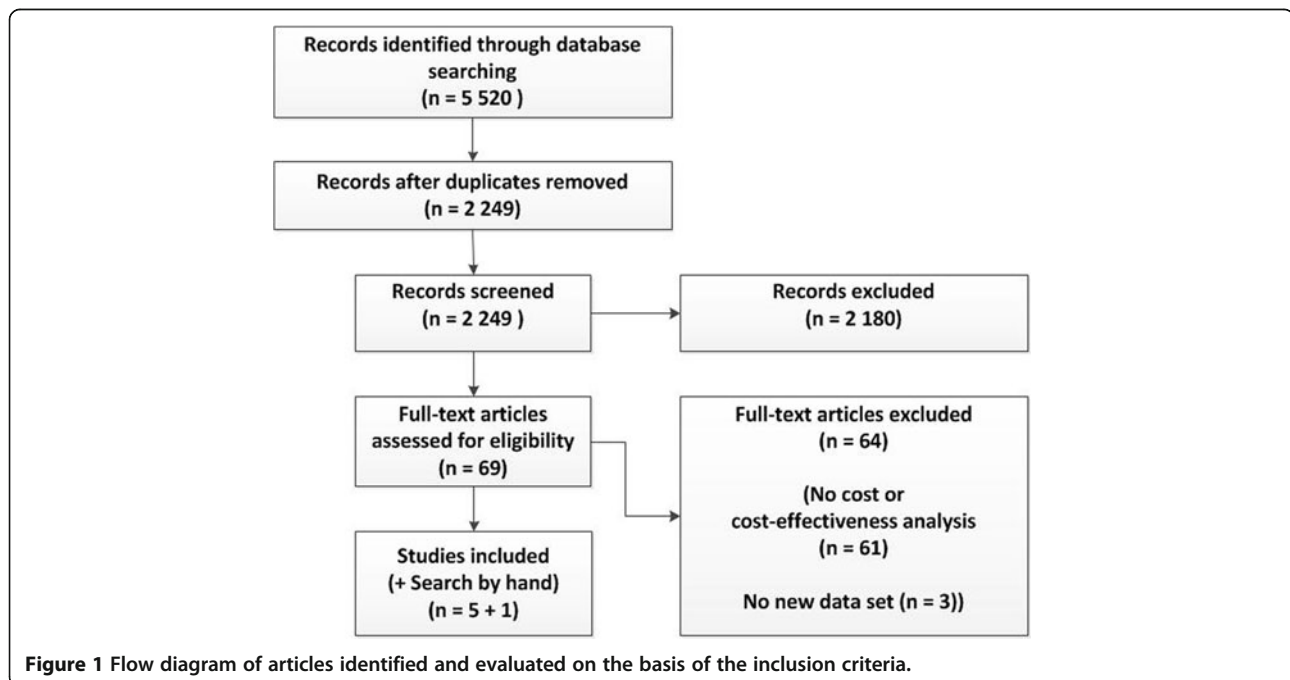 Records identified through database
searching
(n = 5 520 )
Records after duplicates removed
(n = 2 249)
Records screened
(n = 2 249 )
Records excluded
(n = 2 180)
Full-text articles
assessed for eligibility
(n = 69)
Full-text articles excluded
(n = 64)
(No cost or
cost-effectiveness analysis
(n = 61)
No new data set (n = 3))
Studies included
(+ Search by hand)
(n = 5 + 1)
Figure 1 Flow diagram of articles identified and evaluated on the basis of the inclusion criteria.